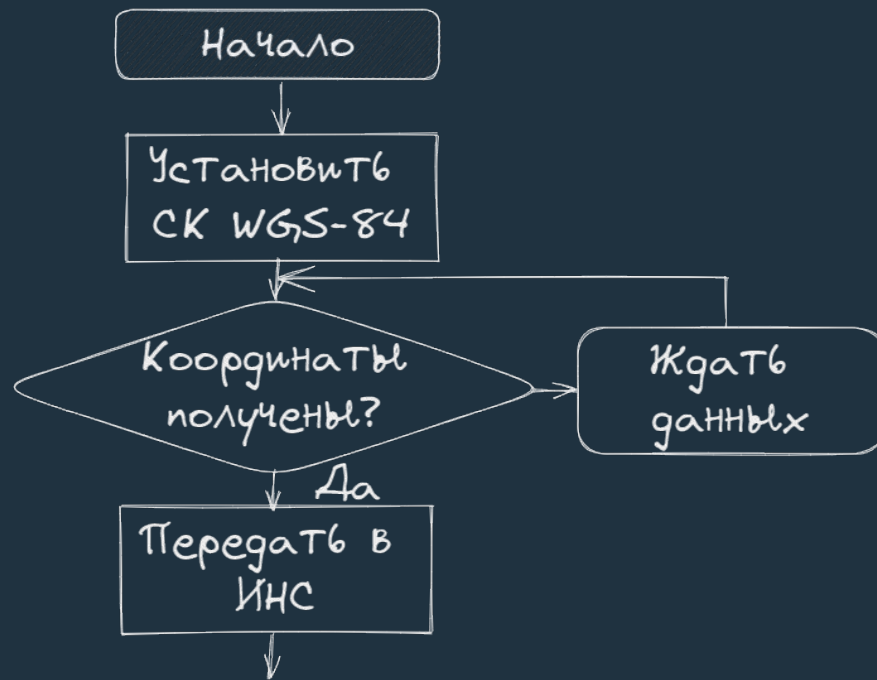 Начало
Установить
СК WGS-84
Координаты
получены?
Ждать
данных
Да
Передать в
ИНС